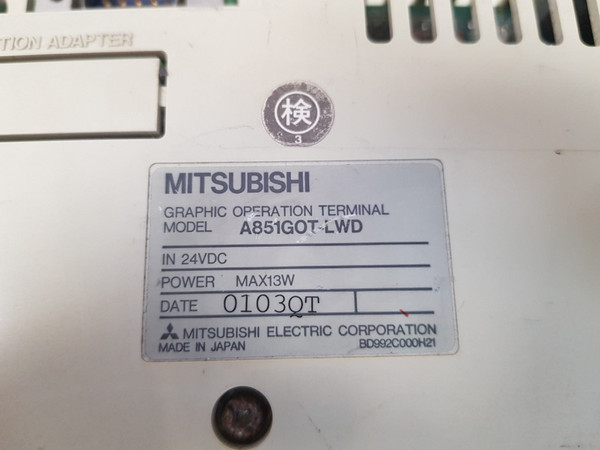 TION ADAPTER
検
3
MITSUBISHI
GRAPHIC OPERATION TERMINAL
MODEL A851GOT-LWD
IN 24VDC
POWER MAX13W
DATE 0103QT
MITSUBISHI ELECTRIC CORPORATION
MADE IN JAPAN BD992C000H21